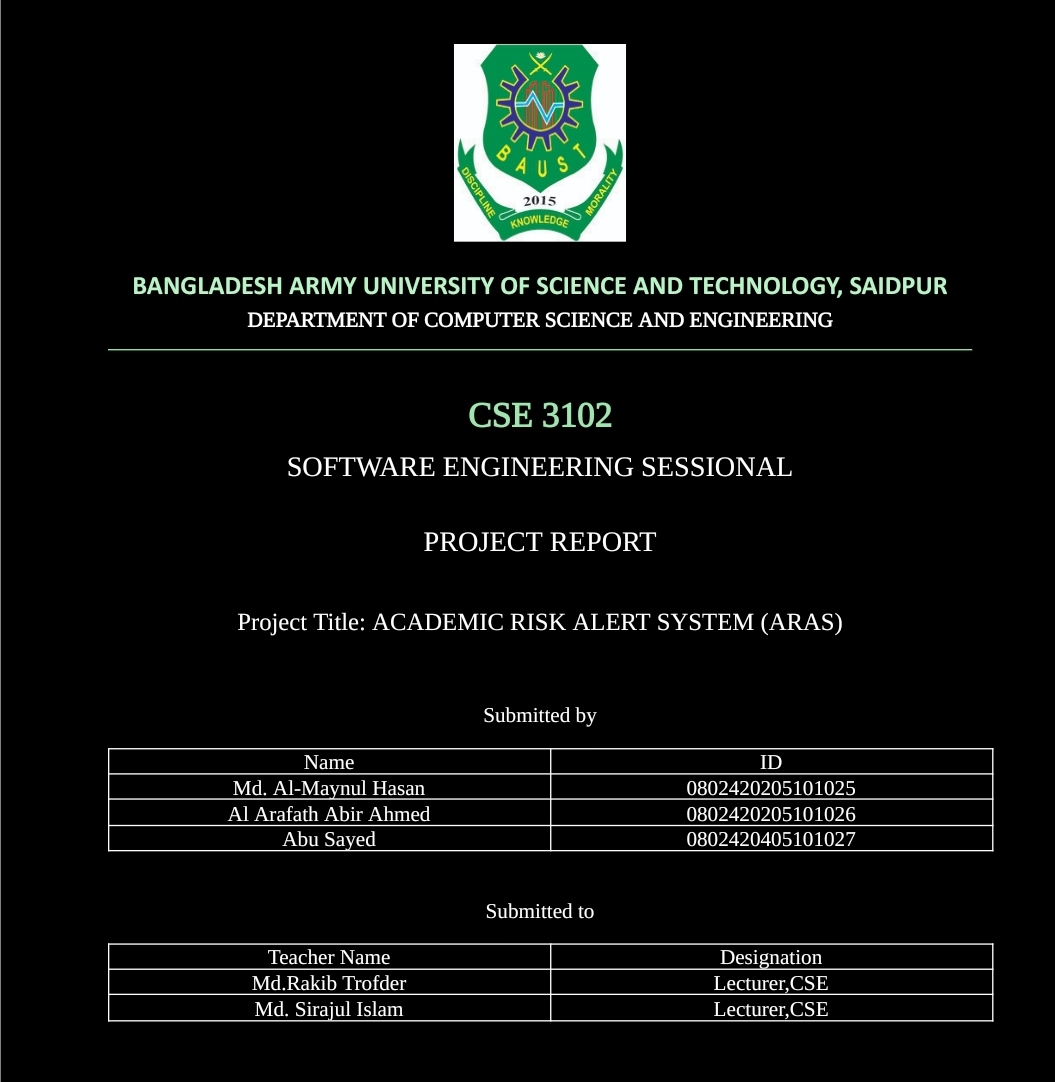 BAUST
2015
DISCIPLINE
KNOWLEDGE
MORALITY
BANGLADESH ARMY UNIVERSITY OF SCIENCE AND TECHNOLOGY, SAIDPUR
DEPARTMENT OF COMPUTER SCIENCE AND ENGINEERING
CSE 3102
SOFTWARE ENGINEERING SESSIONAL
PROJECT REPORT
Project Title: ACADEMIC RISK ALERT SYSTEM (ARAS)
Submitted by
Name ID
Md. Al-Maynul Hasan 0802420205101025
Al Arafath Abir Ahmed 0802420205101026
Abu Sayed 0802420405101027
Submitted to
Teacher Name Designation
Md.Rakib Trofder Lecturer,CSE
Md. Sirajul Islam Lecturer,CSE